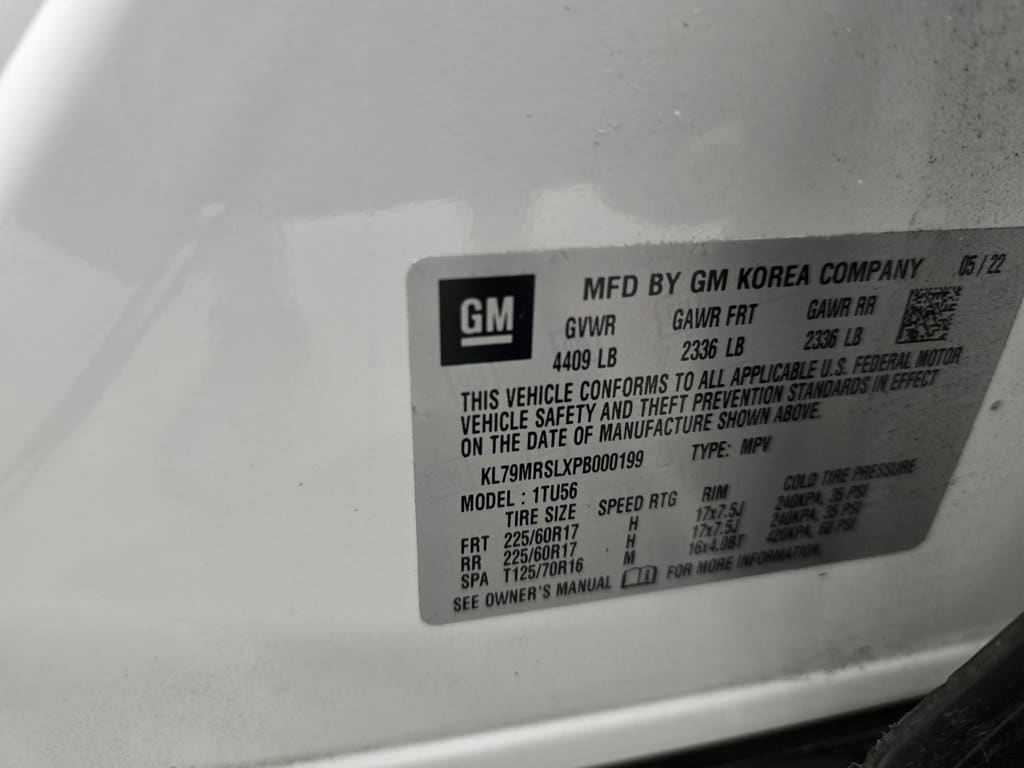 GM
MFD BY GM KOREA COMPANY 05/22
GVWR GAWR FRT GAWR RR
4409 LB 2336 LB 2336 LB
THIS VEHICLE CONFORMS TO ALL APPLICABLE U.S. FEDERAL MOTOR
VEHICLE SAFETY AND THEFT PREVENTION STANDARDS IN EFFECT
ON THE DATE OF MANUFACTURE SHOWN ABOVE.
KL79MRSLXPB000199 TYPE: MPV
MODEL : 1TU56
TIRE SIZE SPEED RTG RIM COLD TIRE PRESSURE
FRT 225/60R17 H 17x7.5J 240KPA, 35 PSI
RR 225/60R17 H 17x7.5J 240KPA, 35 PSI
SPA T125/70R16 M 16x4.0BT 420KPA, 60 PSI
SEE OWNER'S MANUAL FOR MORE INFORMATION.